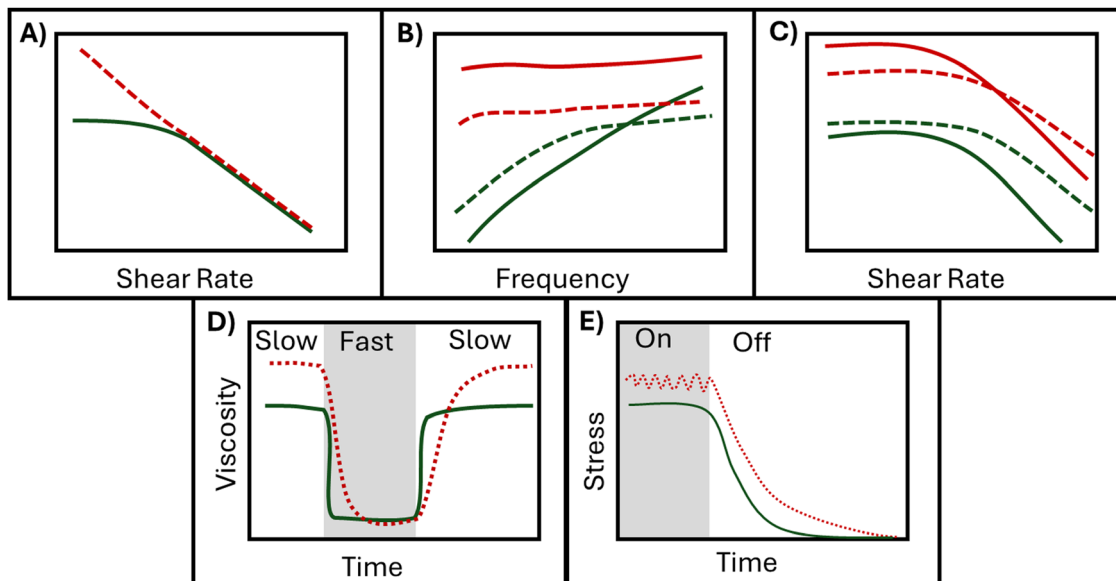 A)
Shear Rate
B)
Frequency
C)
Shear Rate
D)
Slow Fast Slow
Viscosity
Time
E)
On Off
Stress
Time